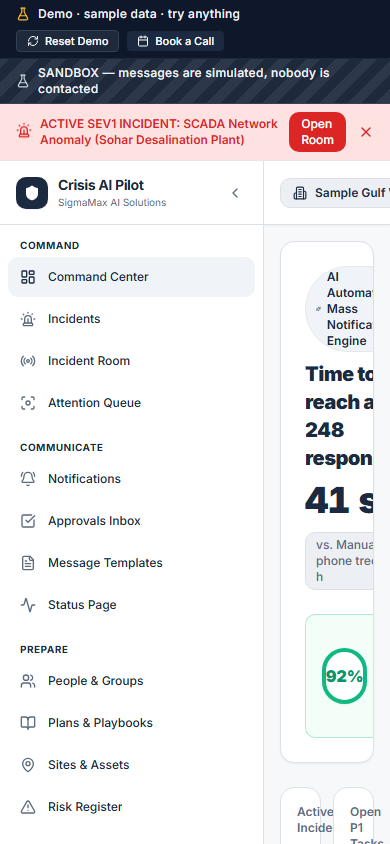 Demo · sample data · try anything
Reset Demo
Book a Call
SANDBOX — messages are simulated, nobody is
contacted
ACTIVE SEV1 INCIDENT: SCADA Network
Anomaly (Sohar Desalination Plant)
Open
Room
Crisis AI Pilot
SigmaMax AI Solutions
Sample Gulf
COMMAND
Command Center
Incidents
Incident Room
Attention Queue
COMMUNICATE
Notifications
Approvals Inbox
Message Templates
Status Page
PREPARE
People & Groups
Plans & Playbooks
Sites & Assets
Risk Register
AI
Automa
Mass
Notifica
Engine
Time to
reach a
248
respon
41 s
vs. Manua
phone tree
h
92%
Active
Incide
Open
P1
Tasks